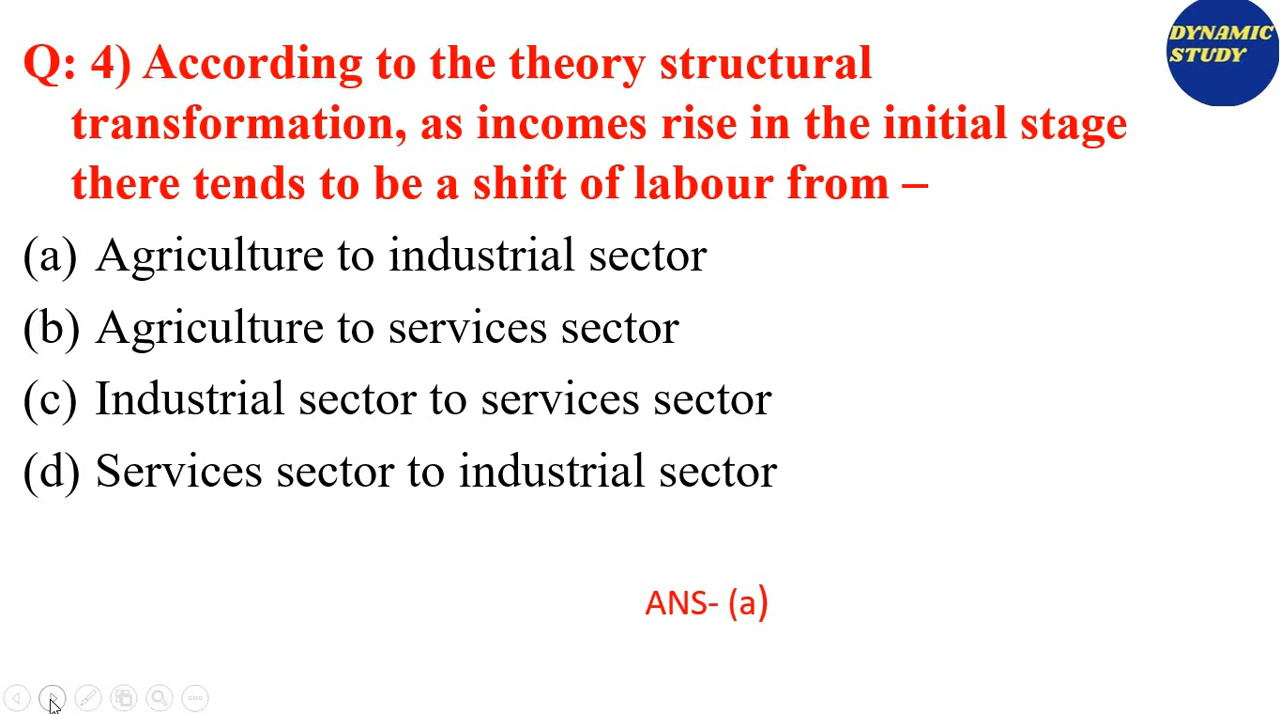 DYNAMIC
STUDY
Q: 4) According to the theory structural
transformation, as incomes rise in the initial stage
there tends to be a shift of labour from –
(a) Agriculture to industrial sector
(b) Agriculture to services sector
(c) Industrial sector to services sector
(d) Services sector to industrial sector
ANS- (a)